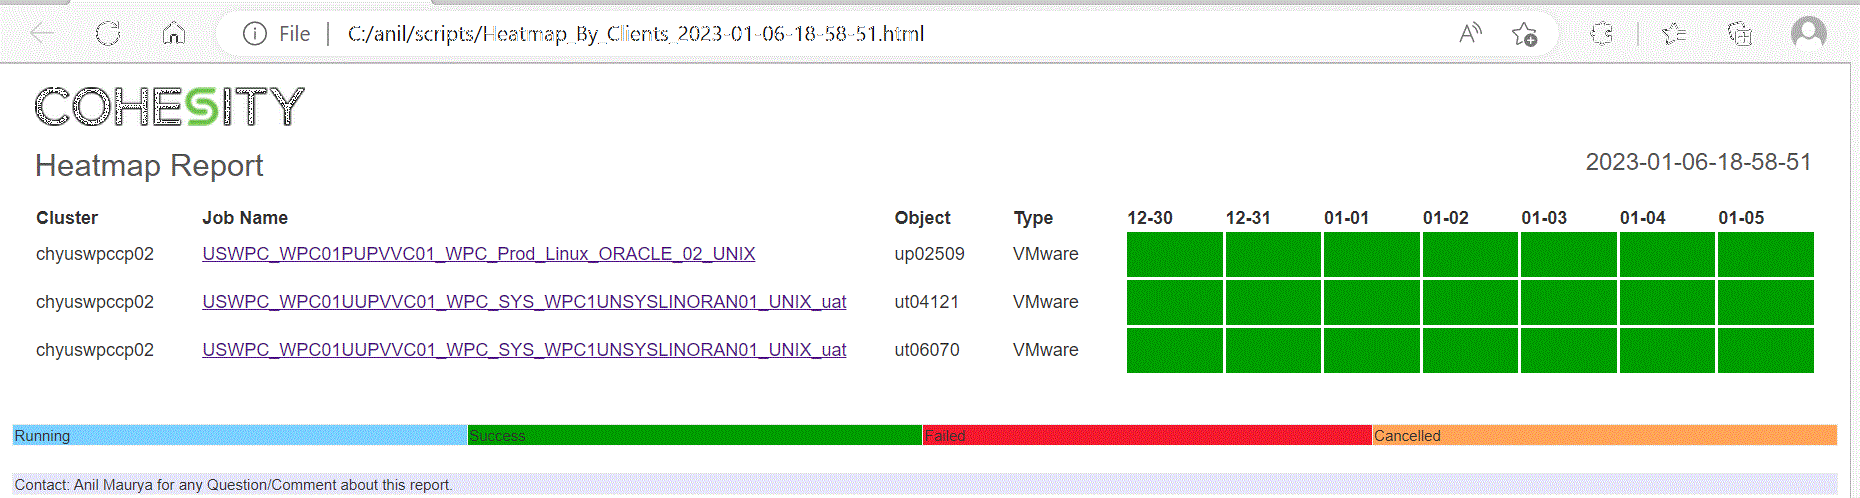 File | C:/anil/scripts/Heatmap_By_Clients_2023-01-06-18-58-51.html
COHESITY
Heatmap Report 2023-01-06-18-58-51
Cluster Job Name Object Type 12-30 12-31 01-01 01-02 01-03 01-04 01-05
chyuswpccp02 USWPC_WPC01PUPVVC01_WPC_Prod_Linux_ORACLE_02_UNIX up02509 VMware
chyuswpccp02 USWPC_WPC01UUPVVC01_WPC_SYS_WPC1UNSYSLINORAN01_UNIX_uat ut04121 VMware
chyuswpccp02 USWPC_WPC01UUPVVC01_WPC_SYS_WPC1UNSYSLINORAN01_UNIX_uat ut06070 VMware
Running Success Failed Cancelled
Contact: Anil Maurya for any Question/Comment about this report.